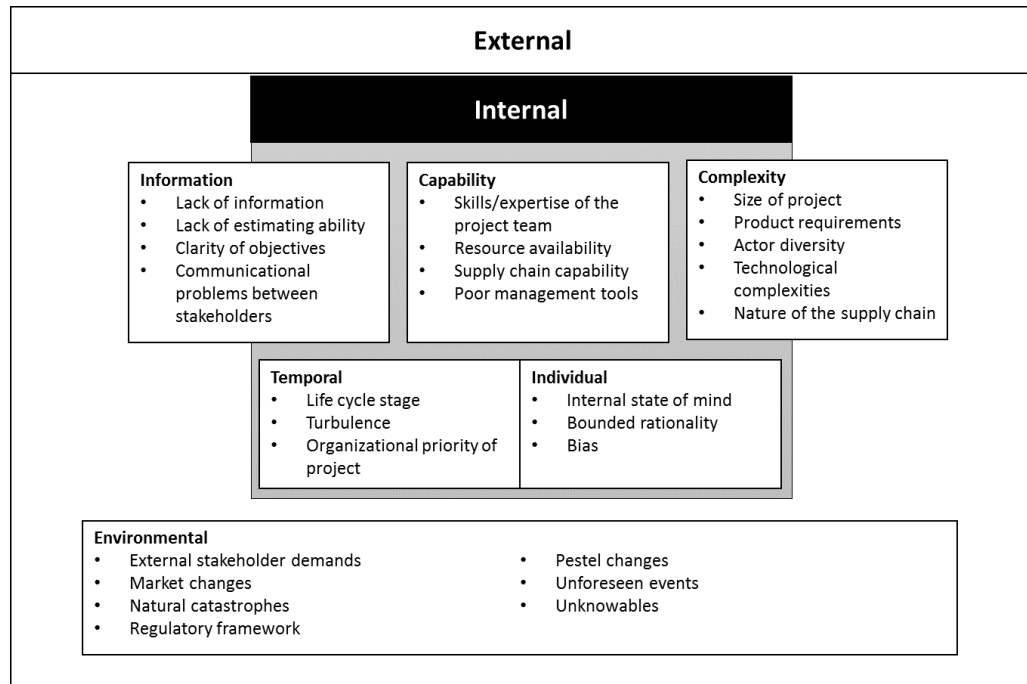 External
Internal
Information
• Lack of information
• Lack of estimating ability
• Clarity of objectives
• Communicational
problems between
stakeholders
Capability
• Skills/expertise of the
project team
• Resource availability
• Supply chain capability
• Poor management tools
Complexity
• Size of project
• Product requirements
• Actor diversity
• Technological
complexities
• Nature of the supply chain
Temporal
• Life cycle stage
• Turbulence
• Organizational priority of
project
Individual
• Internal state of mind
• Bounded rationality
• Bias
Environmental
• External stakeholder demands
• Market changes
• Natural catastrophes
• Regulatory framework
• Pestel changes
• Unforeseen events
• Unknowables